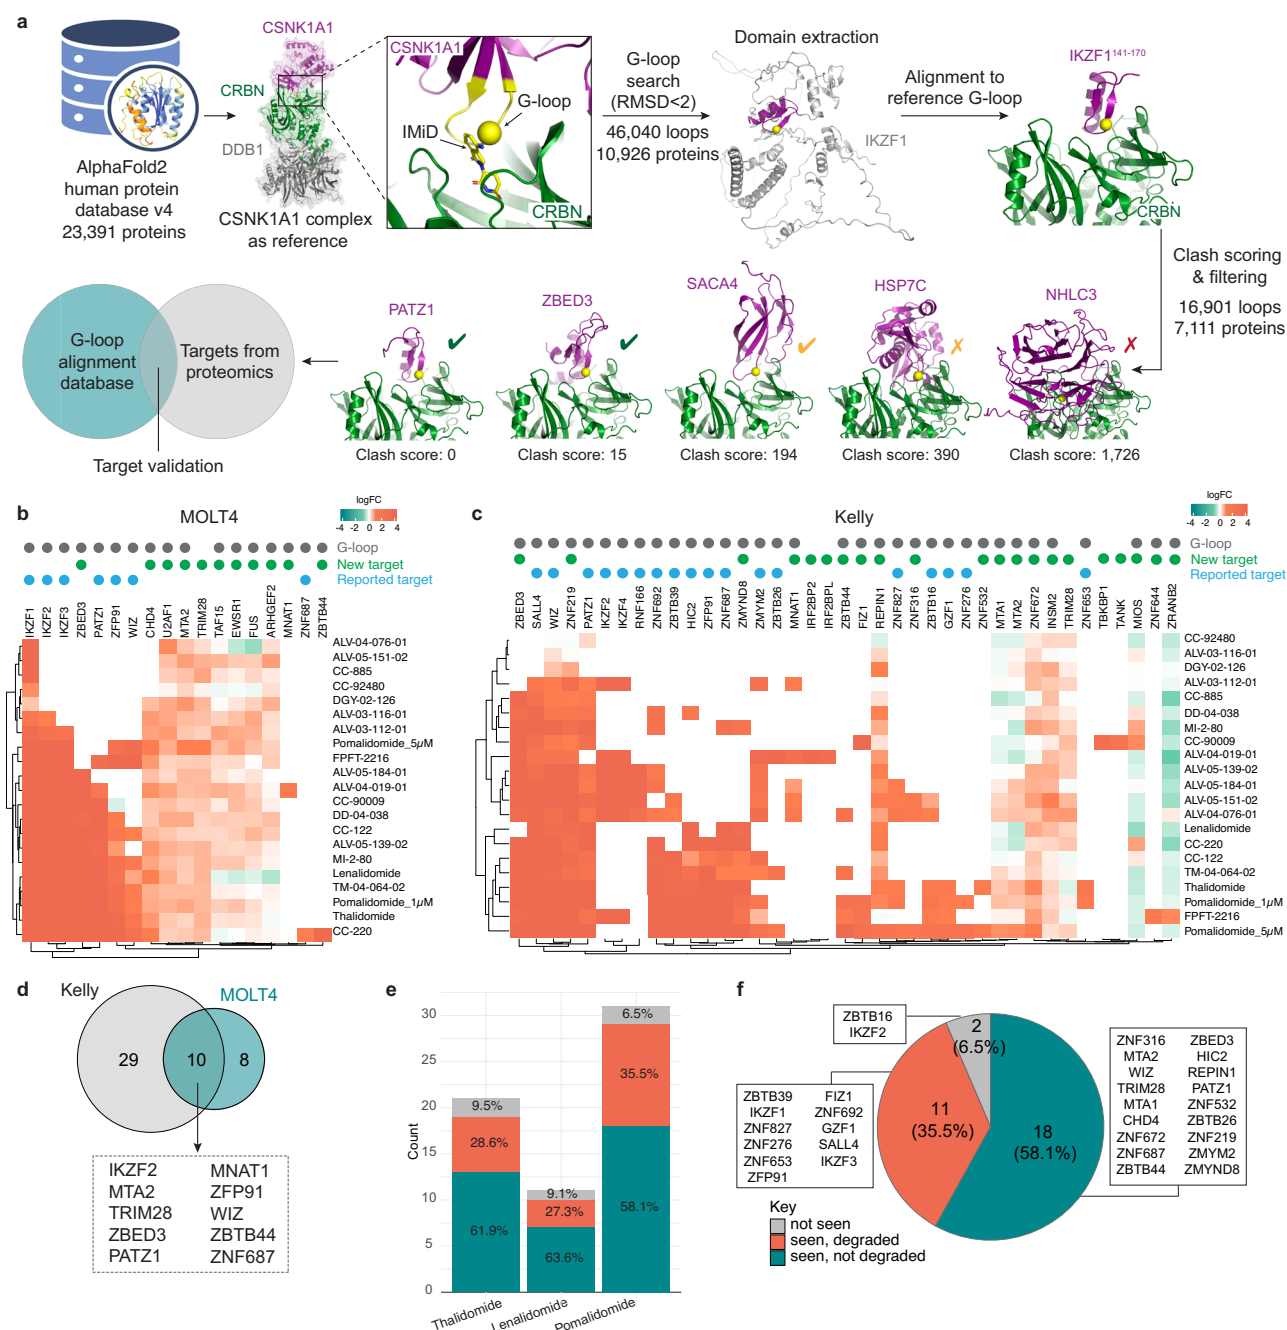 a
CSNK1A1
CRBN
DDB1
AlphaFold2
human protein
database v4
23,391 proteins
CSNK1A1 complex
as reference
CSNK1A1
G-loop
IMiD
CRBN
G-loop
search
(RMSD<2)
46,040 loops
10,926 proteins
Domain extraction
IKZF1
Alignment to
reference G-loop
IKZF1¹⁴¹⁻¹⁷⁰
CRBN
Clash scoring
& filtering
16,901 loops
7,111 proteins
NHLC3
Clash score: 1,726
HSP7C
Clash score: 390
SACA4
Clash score: 194
ZBED3
Clash score: 15
PATZ1
Clash score: 0
G-loop
alignment
database
Targets from
proteomics
Target validation
b
MOLT4
logFC
-4 -2 0 2 4
G-loop
New target
Reported target
IKZF1
IKZF2
IKZF3
ZBED3
PATZ1
ZFP91
WIZ
CHD4
U2AF1
MTA2
TRIM28
TAF15
EWSR1
FUS
ARHGEF2
MNAT1
ZNF687
ZBTB44
ALV-04-076-01
ALV-05-151-02
CC-885
CC-92480
DGY-02-126
ALV-03-116-01
ALV-03-112-01
Pomalidomide_5µM
FPFT-2216
ALV-05-184-01
ALV-04-019-01
CC-90009
DD-04-038
CC-122
ALV-05-139-02
MI-2-80
Lenalidomide
TM-04-064-02
Pomalidomide_1µM
Thalidomide
CC-220
c
Kelly
logFC
-4 -2 0 2 4
G-loop
New target
Reported target
ZBED3
SALL4
WIZ
ZNF219
PATZ1
IKZF2
IKZF4
RNF166
ZNF692
ZBTB39
HIC2
ZFP91
ZNF687
ZMYND8
ZMYM2
ZBTB26
MNAT1
IRF2BP2
IRF2BPL
ZBTB44
FIZ1
REPIN1
ZNF827
ZNF316
ZBTB16
GZF1
ZNF276
ZNF532
MTA1
MTA2
ZNF672
INSM2
TRIM28
ZNF653
TBKBP1
TANK
MIOS
ZNF644
ZRANB2
CC-92480
ALV-03-116-01
DGY-02-126
ALV-03-112-01
CC-885
DD-04-038
MI-2-80
CC-90009
ALV-04-019-01
ALV-05-139-02
ALV-05-184-01
ALV-05-151-02
ALV-04-076-01
Lenalidomide
CC-220
CC-122
TM-04-064-02
Thalidomide
Pomalidomide_1µM
FPFT-2216
Pomalidomide_5µM
d
Kelly
MOLT4
29
10
8
IKZF2 MNAT1
MTA2 ZFP91
TRIM28 WIZ
ZBED3 ZBTB44
PATZ1 ZNF687
e
Count
30
25
20
15
10
5
0
9.5%
28.6%
61.9%
9.1%
27.3%
63.6%
6.5%
35.5%
58.1%
Thalidomide
Lenalidomide
Pomalidomide
f
ZBTB16
IKZF2
2
(6.5%)
ZBTB39 FIZ1
IKZF1 ZNF692
ZNF827 GZF1
ZNF276 SALL4
ZNF653 IKZF3
ZFP91
11
(35.5%)
18
(58.1%)
ZNF316 ZBED3
MTA2 HIC2
WIZ REPIN1
TRIM28 PATZ1
MTA1 ZNF532
CHD4 ZBTB26
ZNF672 ZNF219
ZNF687 ZMYM2
ZBTB44 ZMYND8
Key
not seen
seen, degraded
seen, not degraded